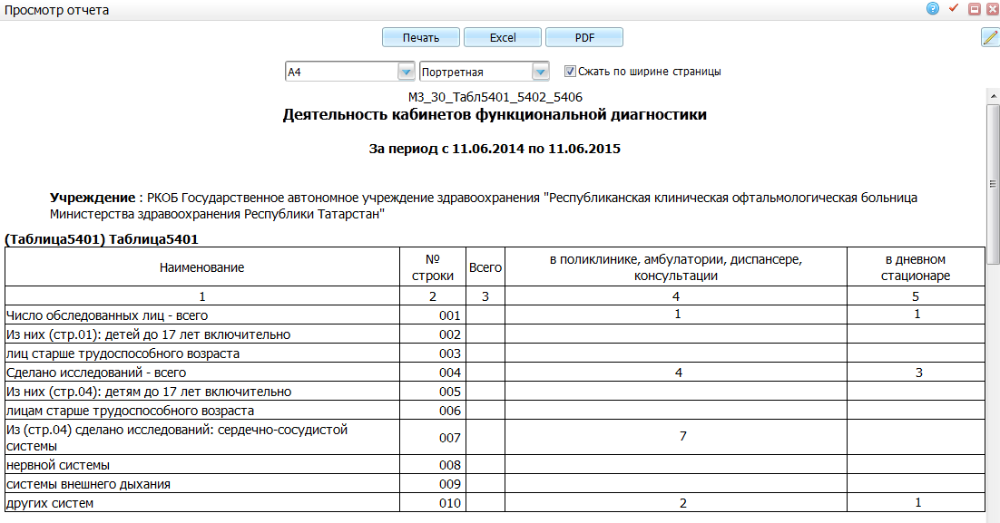 Просмотр отчета
Печать Excel PDF
A4 Портретная Сжать по ширине страницы
МЗ_30_Табл5401_5402_5406
Деятельность кабинетов функциональной диагностики
За период с 11.06.2014 по 11.06.2015
Учреждение : РКОБ Государственное автономное учреждение здравоохранения "Республиканская клиническая офтальмологическая больница
Министерства здравоохранения Республики Татарстан"
(Таблица5401) Таблица5401
Наименование № строки Всего в поликлинике, амбулатории, диспансере, консультации в дневном стационаре
1 2 3 4 5
Число обследованных лиц - всего 001 1 1
Из них (стр.01): детей до 17 лет включительно 002
лиц старше трудоспособного возраста 003
Сделано исследований - всего 004 4 3
Из них (стр.04): детям до 17 лет включительно 005
лицам старше трудоспособного возраста 006
Из (стр.04) сделано исследований: сердечно-сосудистой
системы 007 7
нервной системы 008
системы внешнего дыхания 009
других систем 010 2 1